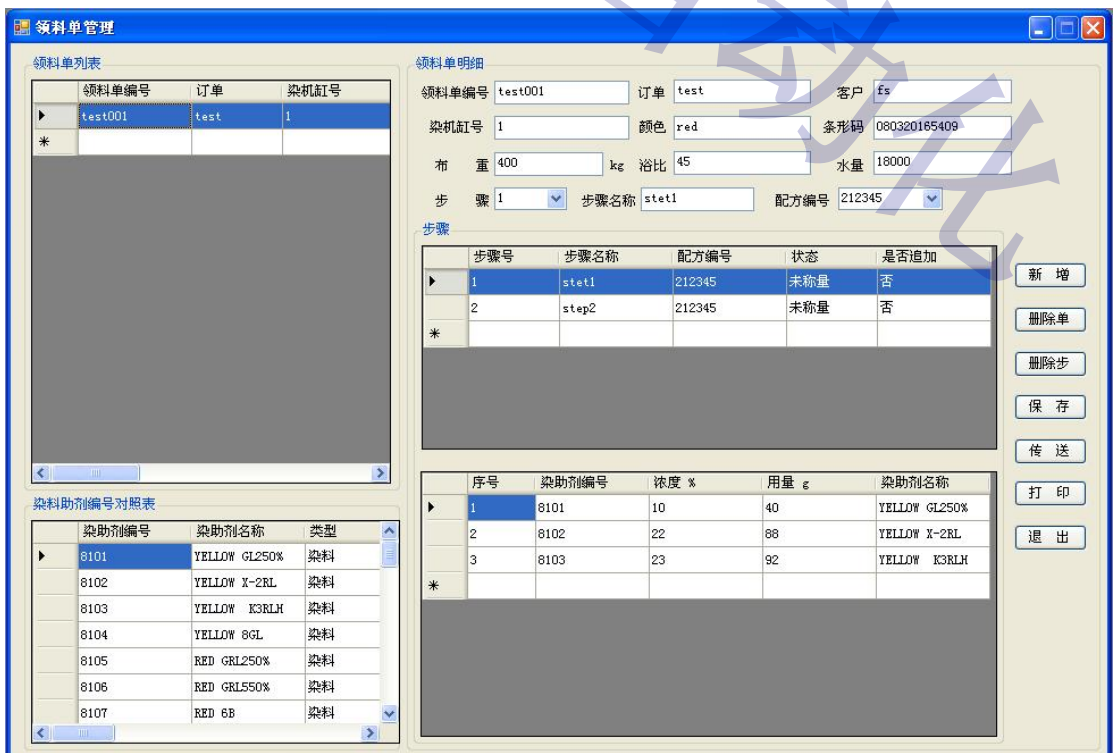 领料单管理
领料单列表
领料单编号 订单 染机缸号
test001 test 1
染料助剂编号对照表
染助剂编号 染助剂名称 类型
8101 YELLOW GL250% 染料
8102 YELLOW X-2RL 染料
8103 YELLOW K3RLH 染料
8104 YELLOW 8GL 染料
8105 RED GRL250% 染料
8106 RED GRL550% 染料
8107 RED 6B 染料
领料单明细
领料单编号 test001 订单 test 客户 fs
染机缸号 1 颜色 red 条形码 080320165409
布 重 400 kg 浴比 45 水量 18000
步 骤 1 步骤名称 stet1 配方编号 212345
步骤
步骤号 步骤名称 配方编号 状态 是否追加
1 stet1 212345 未称量 否
2 step2 212345 未称量 否
序号 染助剂编号 浓度 % 用量 g 染助剂名称
1 8101 10 40 YELLOW GL250%
2 8102 22 88 YELLOW X-2RL
3 8103 23 92 YELLOW K3RLH
新 增
删除单
删除步
保 存
传 送
打 印
退 出
动化